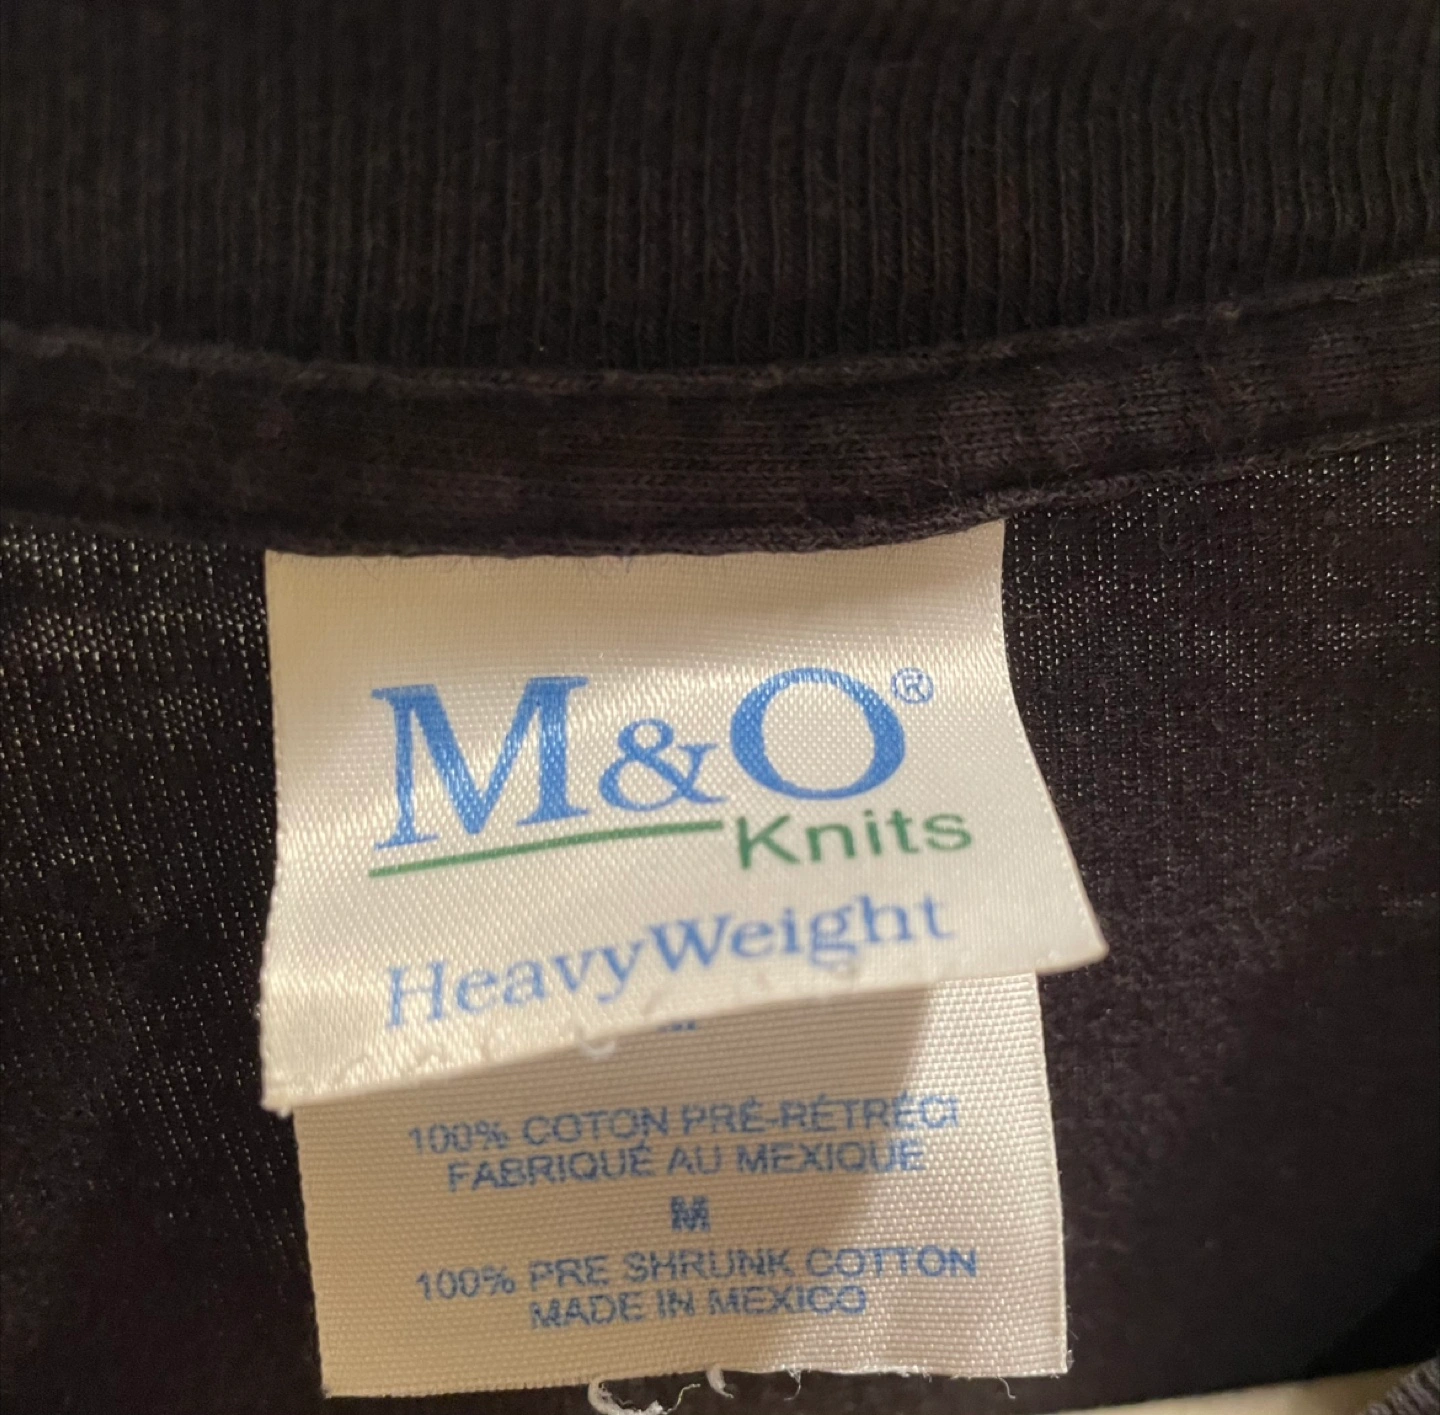 M&O®
Knits
HeavyWeight
100% COTON PRÉ-RÉTRÉCI
FABRIQUÉ AU MEXIQUE
M
100% PRE SHRUNK COTTON
MADE IN MEXICO